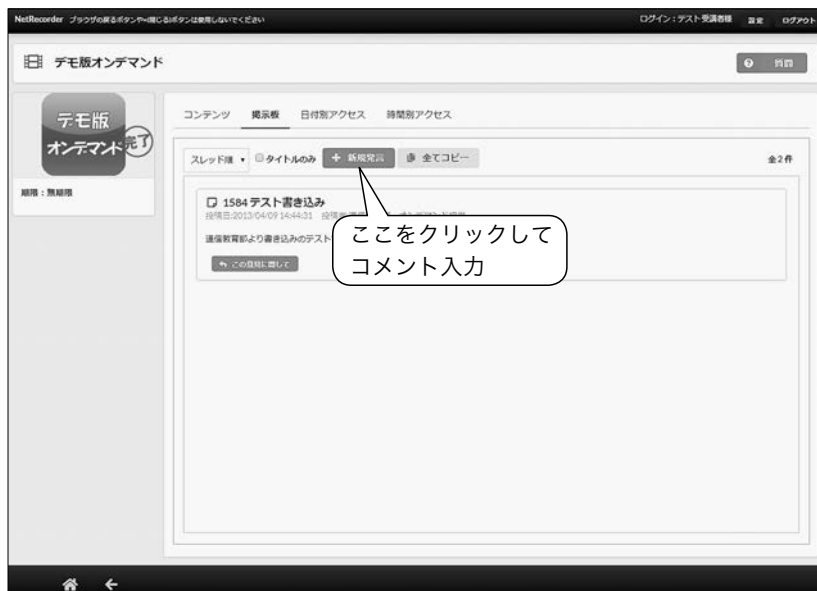 NetRecorder ブラウザの戻るボタンや×(閉じる)ボタンは使用しないでください
ログイン：テスト受講者様 設定 ログアウト
デモ版オンデマンド
質問
デモ版
オンデマンド
完了
期限：無期限
コンテンツ 掲示板 日付別アクセス 時間別アクセス
スレッド順 タイトルのみ 新規発言 全てコピー
全2件
1584 テスト書き込み
投稿日:2013/04/09 14:44:31
通信教育部より書き込みのテスト
この意見に関して
ここをクリックして
コメント入力